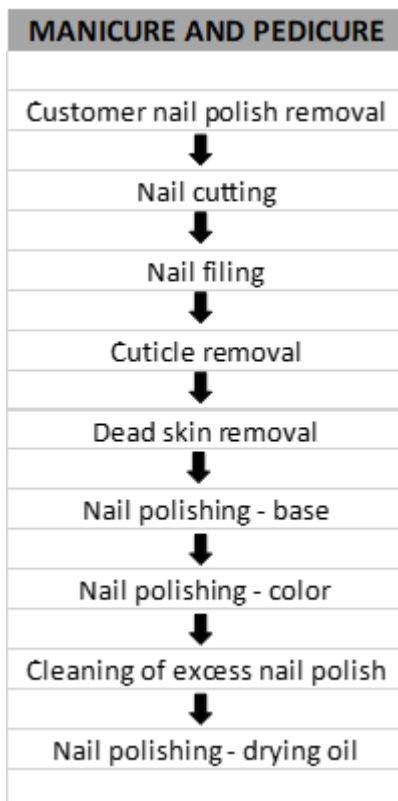 MANICURE AND PEDICURE
Customer nail polish removal
Nail cutting
Nail filing
Cuticle removal
Dead skin removal
Nail polishing - base
Nail polishing - color
Cleaning of excess nail polish
Nail polishing - drying oil